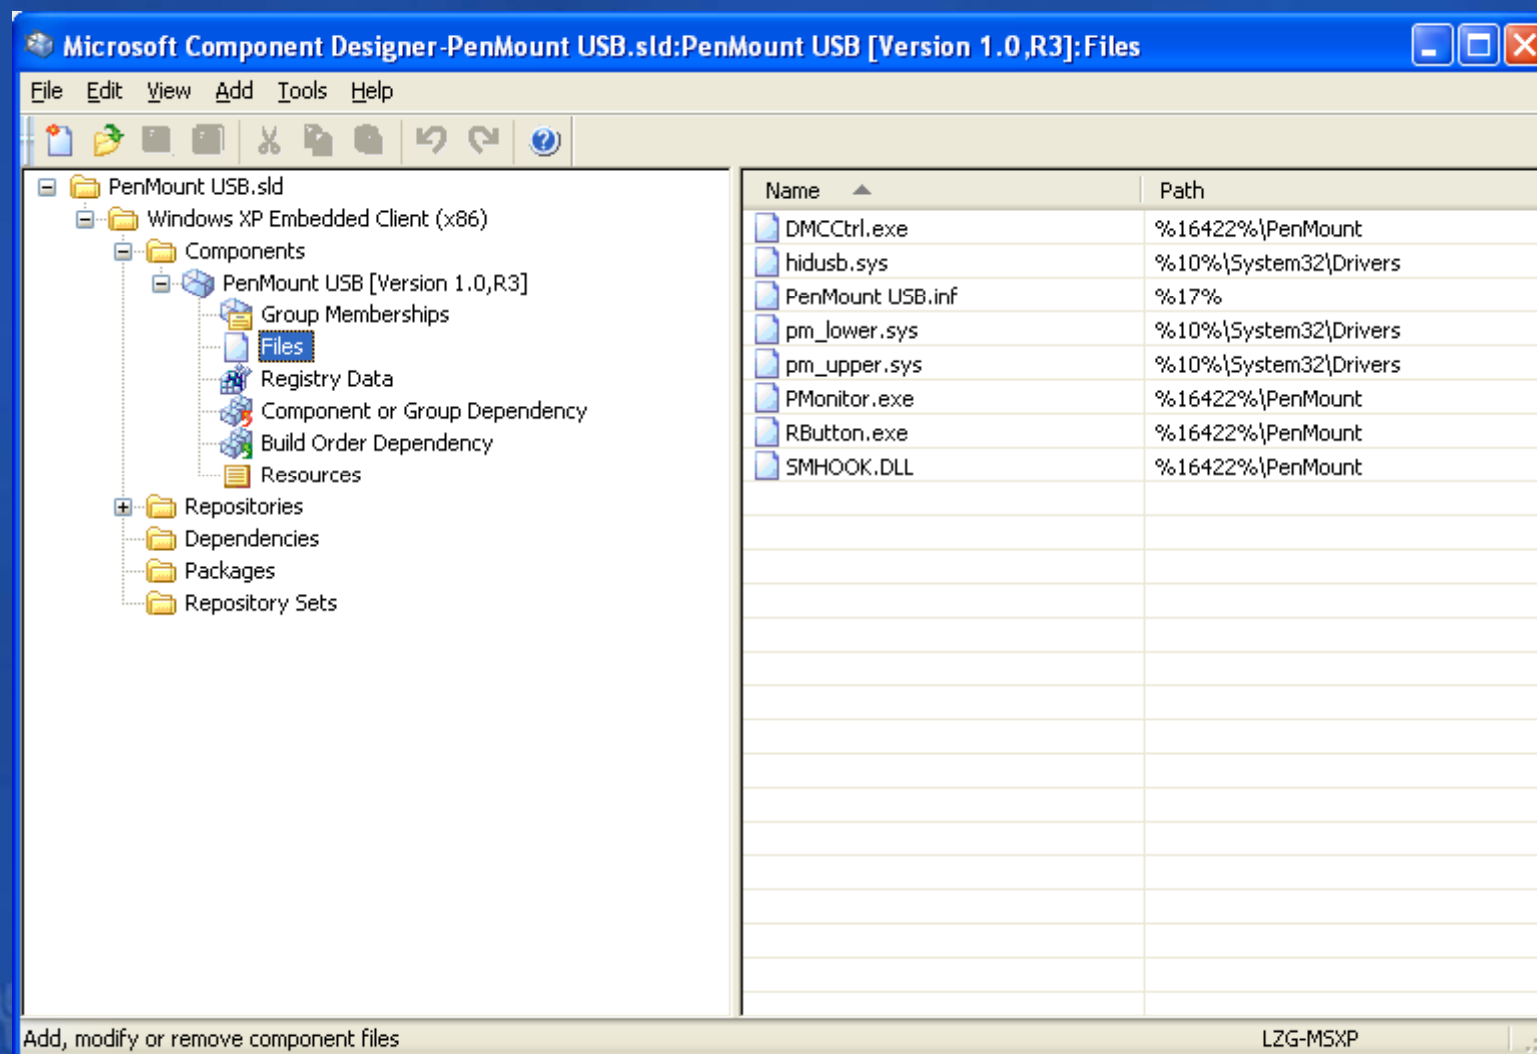 Microsoft Component Designer-PenMount USB.sld:PenMount USB [Version 1.0,R3]:Files
File Edit View Add Tools Help
PenMount USB.sld
Windows XP Embedded Client (x86)
Components
PenMount USB [Version 1.0,R3]
Group Memberships
Files
Registry Data
Component or Group Dependency
Build Order Dependency
Resources
Repositories
Dependencies
Packages
Repository Sets
Name Path
DMCCtrl.exe %16422%\PenMount
hidusb.sys %10%\System32\Drivers
PenMount USB.inf %17%
pm_lower.sys %10%\System32\Drivers
pm_upper.sys %10%\System32\Drivers
PMonitor.exe %16422%\PenMount
RButton.exe %16422%\PenMount
SMHOOK.DLL %16422%\PenMount
Add, modify or remove component files LZG-MSXP